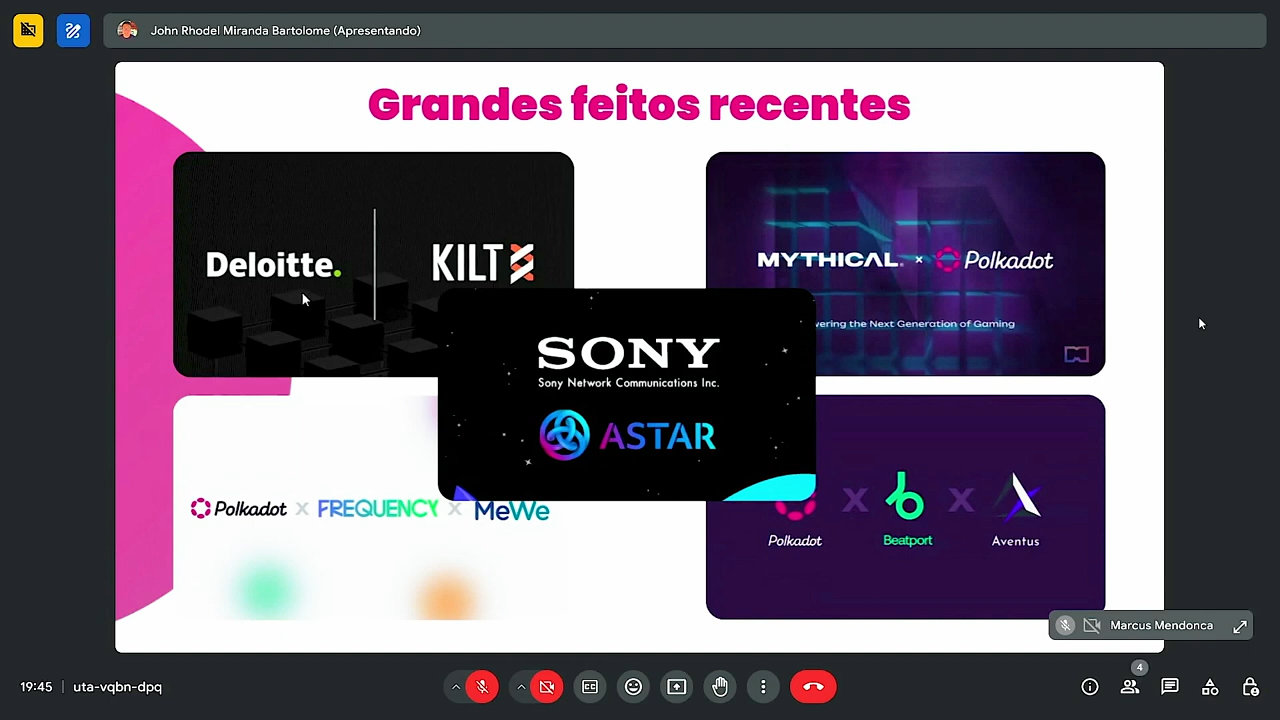 John Rhodel Miranda Bartolome (Apresentando)
Grandes feitos recentes
Deloitte.
KILT
MYTHICAL × Polkadot
ering the Next Generation of Gaming
SONY
Sony Network Communications Inc.
ASTAR
Polkadot X FREQUENCY X MeWe
X X
Polkadot Beatport Aventus
Marcus Mendonca
19:45 | uta-vqbn-dpq
4